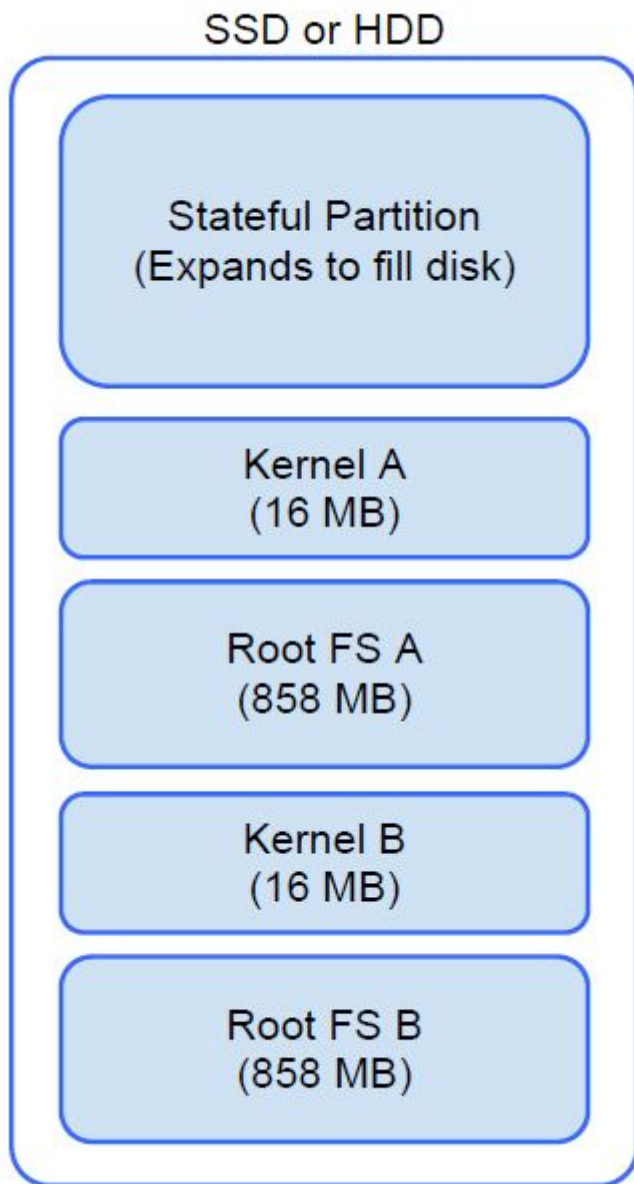 SSD or HDD
Stateful Partition
(Expands to fill disk)
Kernel A
(16 MB)
Root FS A
(858 MB)
Kernel B
(16 MB)
Root FS B
(858 MB)